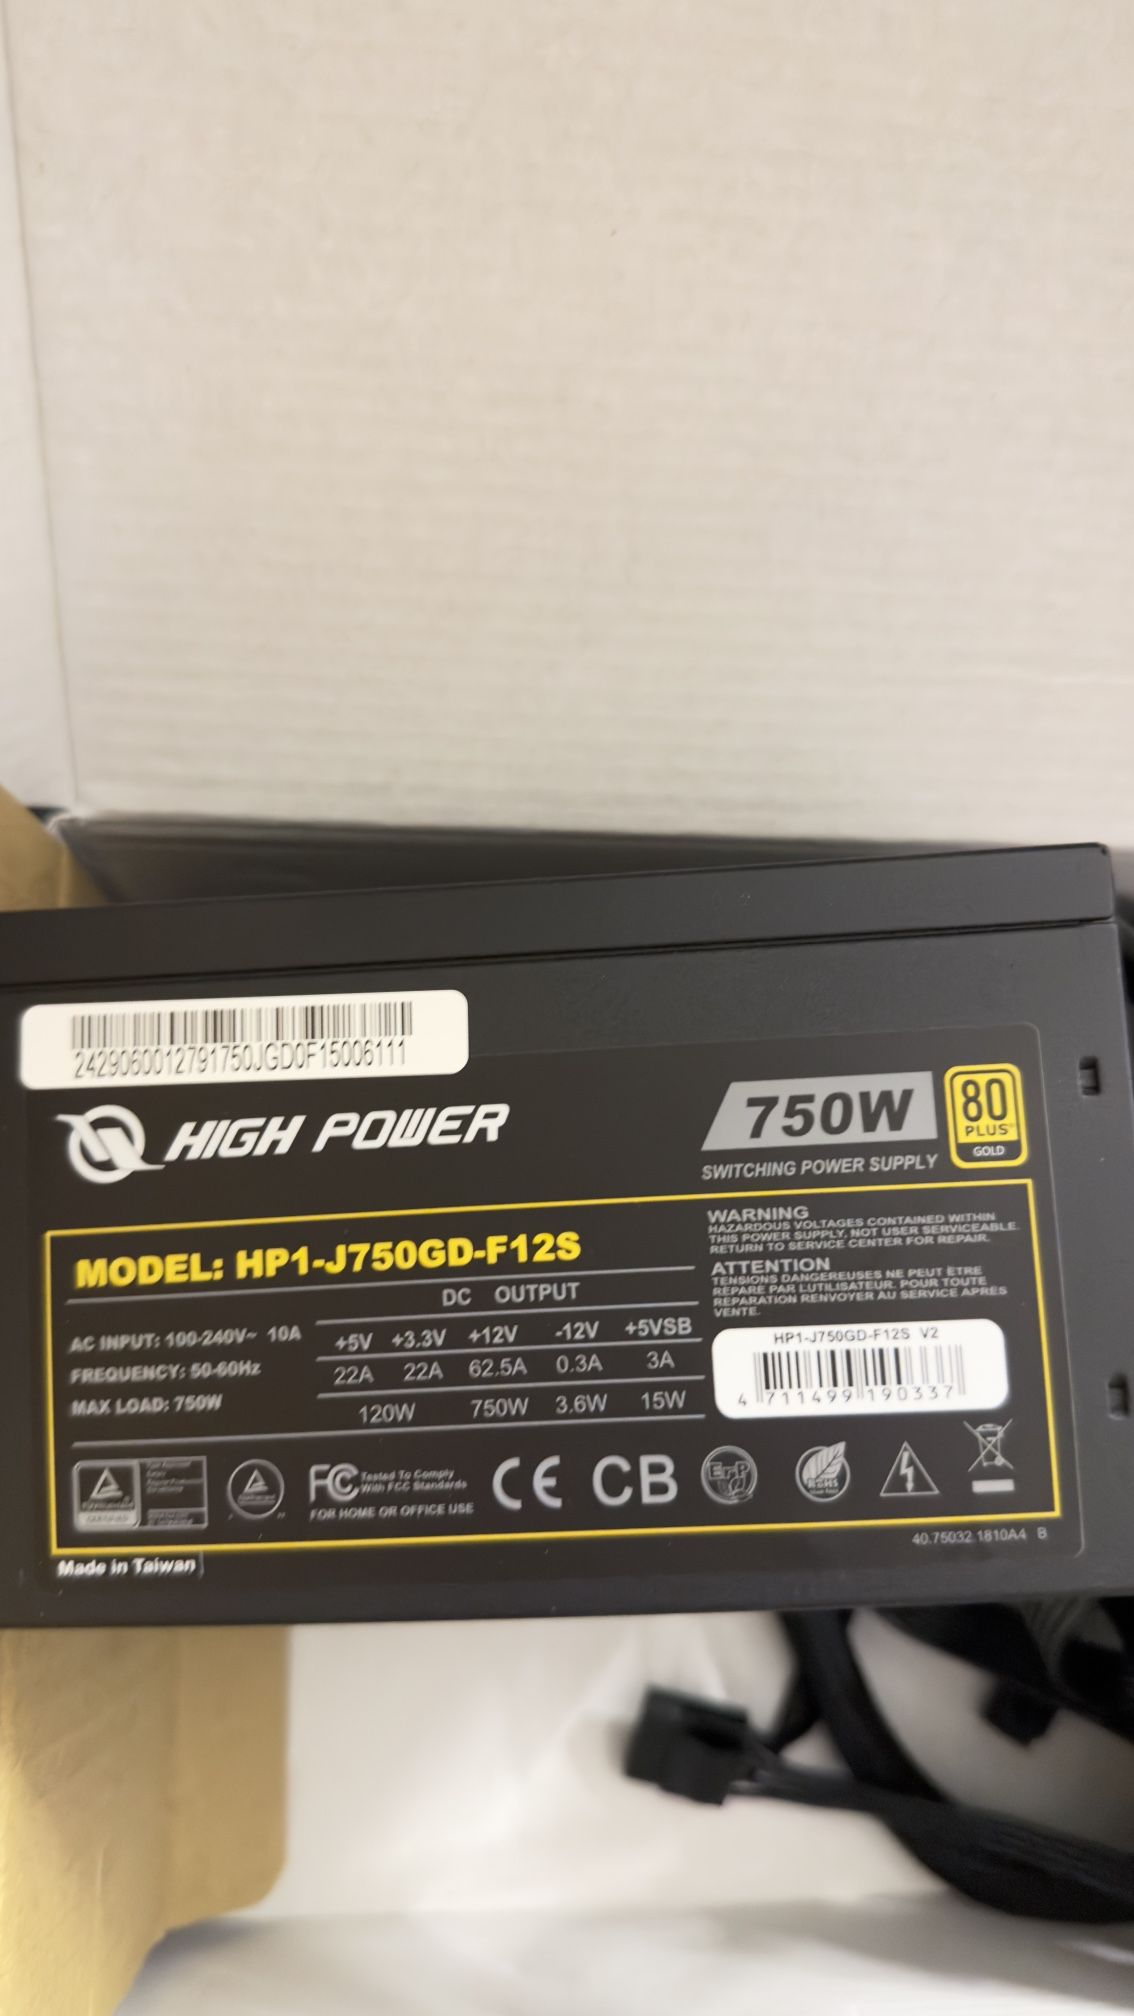 2429060012791750JGD0F15006111
HIGH POWER
750W
80
PLUS
GOLD
SWITCHING POWER SUPPLY
MODEL: HP1-J750GD-F12S
DC OUTPUT
AC INPUT: 100-240V~ 10A
FREQUENCY: 50-60Hz
MAX LOAD: 750W
+5V +3.3V +12V -12V +5VSB
22A 22A 62.5A 0.3A 3A
120W 750W 3.6W 15W
WARNING
HAZARDOUS VOLTAGES CONTAINED WITHIN
THIS POWER SUPPLY, NOT USER SERVICEABLE.
RETURN TO SERVICE CENTER FOR REPAIR.
ATTENTION
TENSIONS DANGEREUSES NE PEUT ÊTRE
REPARE PAR L'UTILISATEUR. POUR TOUTE
REPARATION RENVOYER AU SERVICE APRÉS
VENTE.
HP1-J750GD-F12S V2
4 711499 190337
FC Tested To Comply
With FCC Standards
FOR HOME OR OFFICE USE
CE
CB
ErP
RoHS
40.75032.1810A4 B
Made in Taiwan